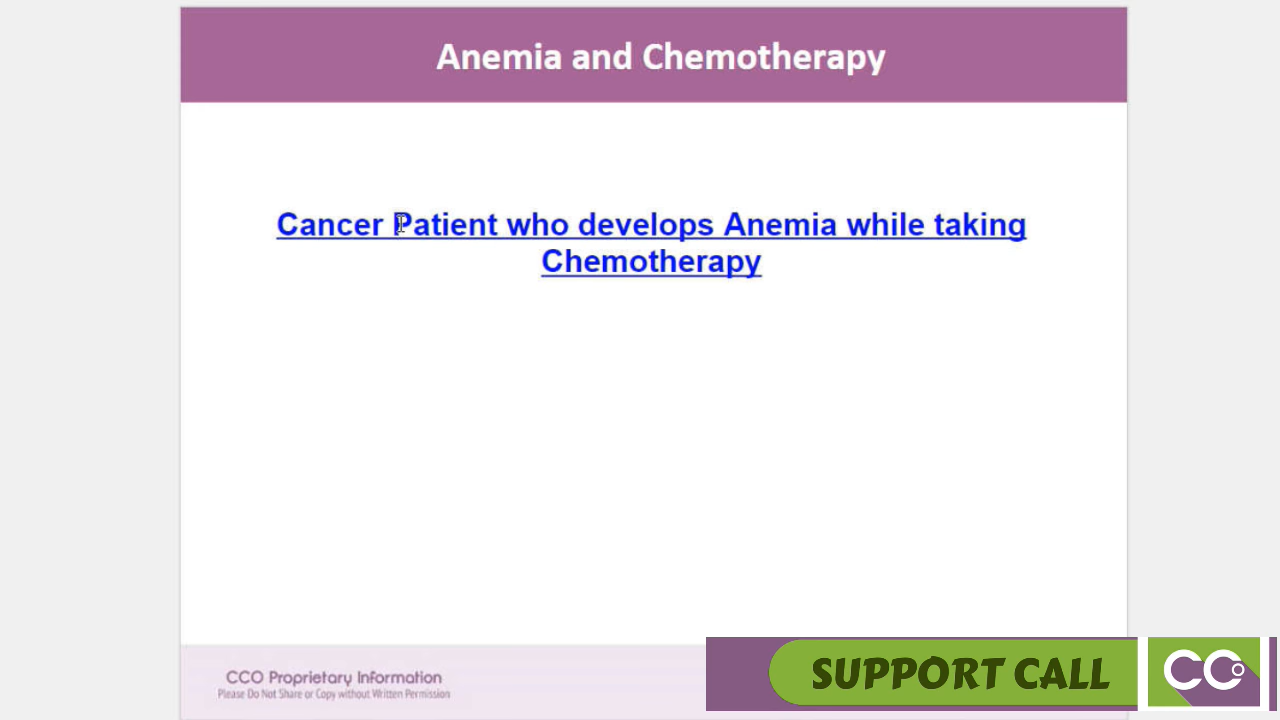 Anemia and Chemotherapy
Cancer Patient who develops Anemia while taking
Chemotherapy
CCO Proprietary Information
Please Do Not Share or Copy without Written Permission
SUPPORT CALL
CCO